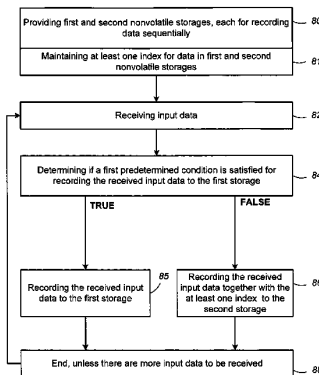 Providing first and second nonvolatile storages, each for recording
data sequentially
80
Maintaining at least one index for data in first and second
nonvolatile storages
81
Receiving input data
82
Determining if a first predetermined condition is satisfied for
recording the received input data to the first storage
84
TRUE
FALSE
Recording the received input
data to the first storage
85
Recording the received
input data together with the
at least one index to the
second storage
86
End, unless there are more input data to be received
88